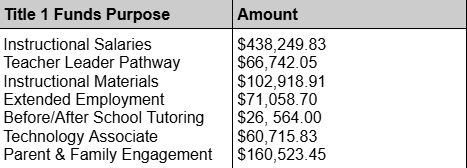 Title 1 Funds Purpose Amount
Instructional Salaries $438,249.83
Teacher Leader Pathway $66,742.05
Instructional Materials $102,918.91
Extended Employment $71,058.70
Before/After School Tutoring $26, 564.00
Technology Associate $60,715.83
Parent & Family Engagement $160,523.45